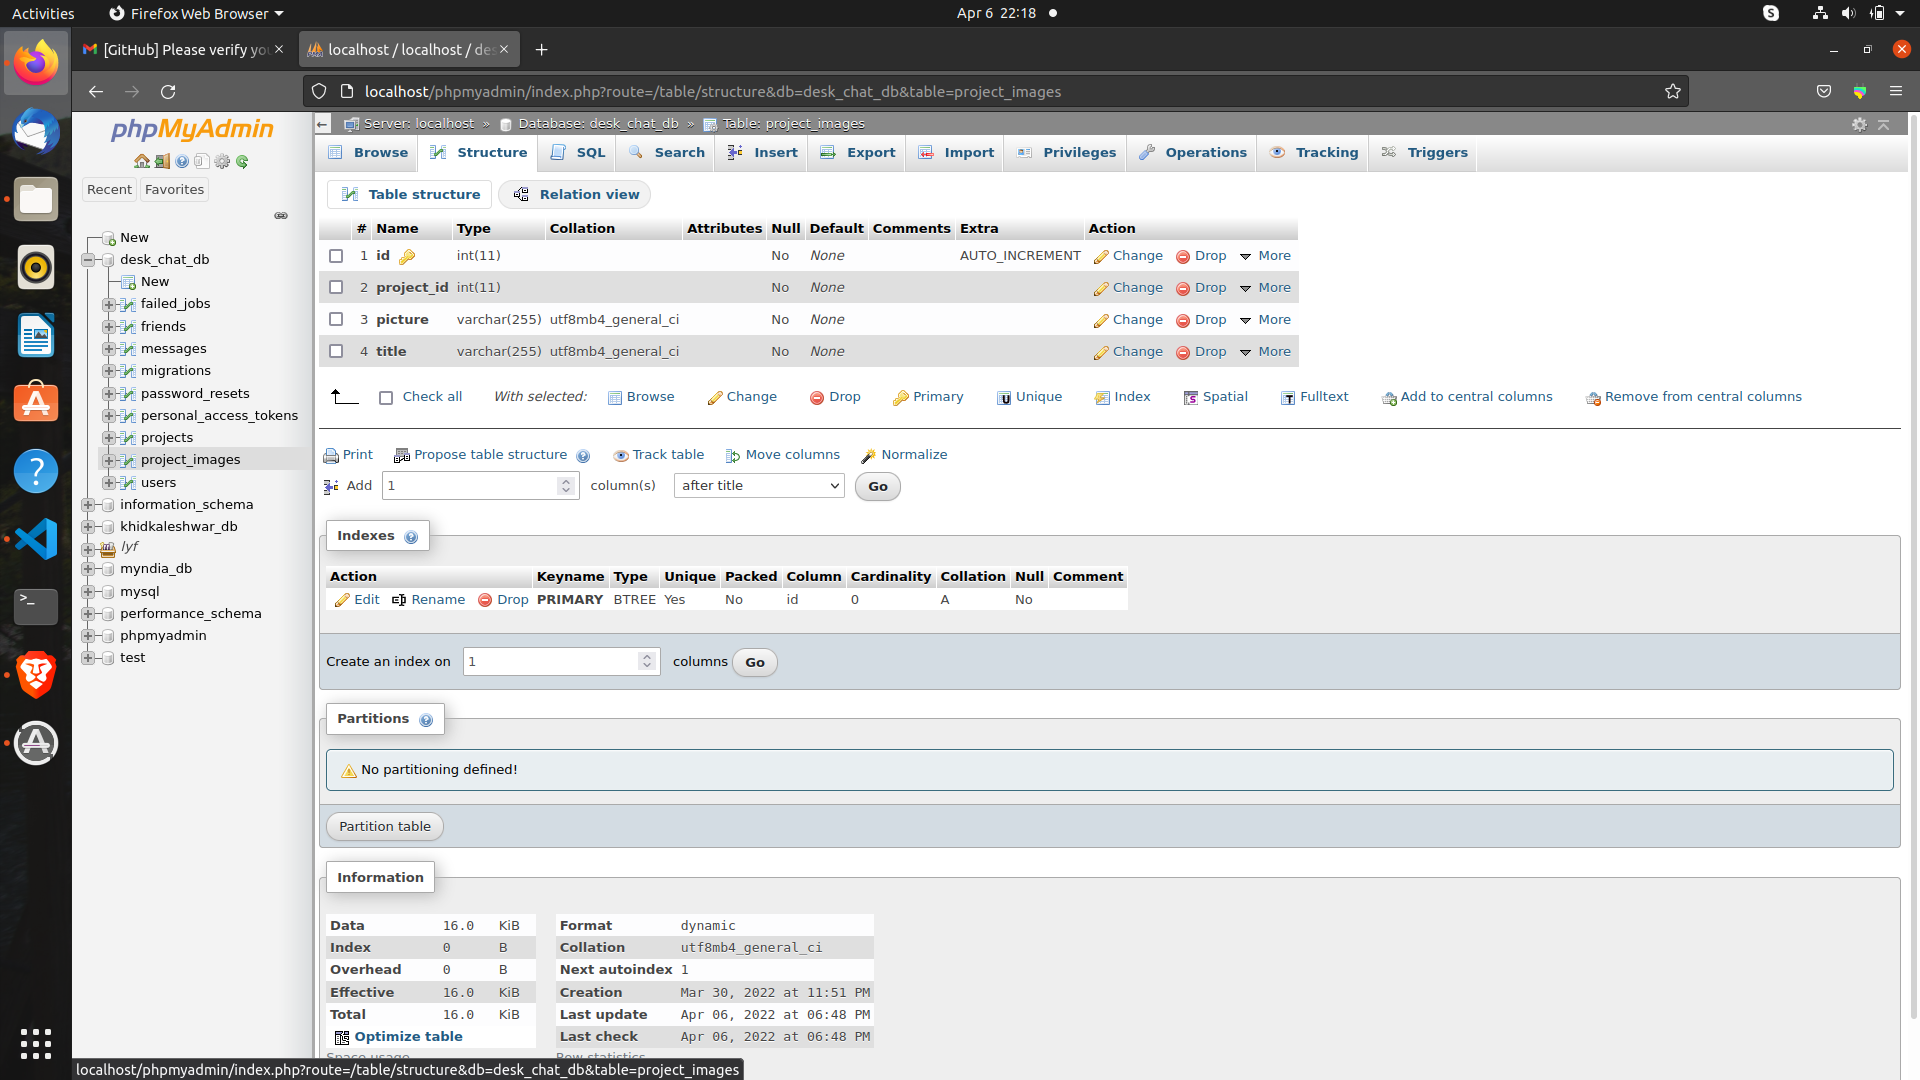 Activities Firefox Web Browser Apr 6 22:18
[GitHub] Please verify yo localhost / localhost / des
localhost/phpmyadmin/index.php?route=/table/structure&db=desk_chat_db&table=project_images
phpMyAdmin
Recent Favorites
New
desk_chat_db
New
failed_jobs
friends
messages
migrations
password_resets
personal_access_tokens
projects
project_images
users
information_schema
khidkaleshwar_db
lyf
myndia_db
mysql
performance_schema
phpmyadmin
test
Server: localhost » Database: desk_chat_db » Table: project_images
Browse Structure SQL Search Insert Export Import Privileges Operations Tracking Triggers
Table structure Relation view
# Name Type Collation Attributes Null Default Comments Extra Action
1 id int(11) No None AUTO_INCREMENT Change Drop More
2 project_id int(11) No None Change Drop More
3 picture varchar(255) utf8mb4_general_ci No None Change Drop More
4 title varchar(255) utf8mb4_general_ci No None Change Drop More
Check all With selected: Browse Change Drop Primary Unique Index Spatial Fulltext Add to central columns Remove from central columns
Print Propose table structure Track table Move columns Normalize
Add 1 column(s) after title Go
Indexes
Action Keyname Type Unique Packed Column Cardinality Collation Null Comment
Edit Rename Drop PRIMARY BTREE Yes No id 0 A No
Create an index on 1 columns Go
Partitions
No partitioning defined!
Partition table
Information
Data 16.0 KiB
Index 0 B
Overhead 0 B
Effective 16.0 KiB
Total 16.0 KiB
Optimize table
Space usage
Format dynamic
Collation utf8mb4_general_ci
Next autoindex 1
Creation Mar 30, 2022 at 11:51 PM
Last update Apr 06, 2022 at 06:48 PM
Last check Apr 06, 2022 at 06:48 PM
Row statistics
localhost/phpmyadmin/index.php?route=/table/structure&db=desk_chat_db&table=project_images